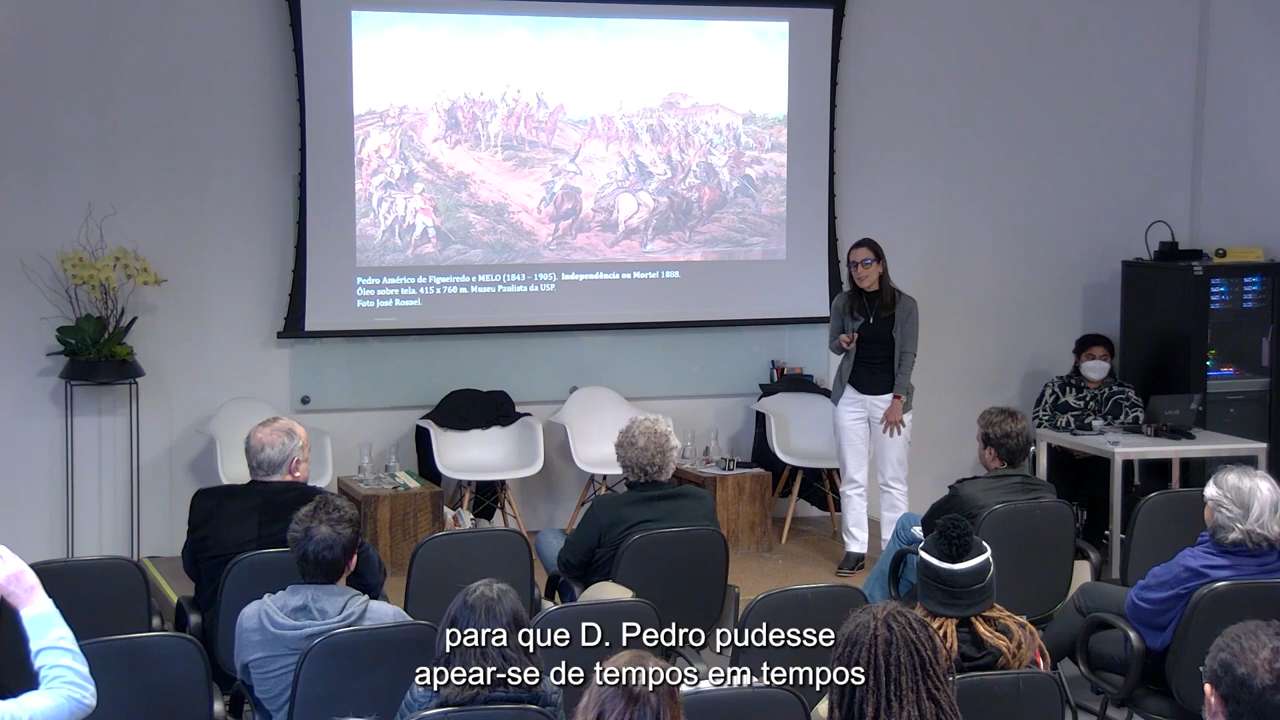 Pedro Américo de Figueiredo e MELO (1843 – 1905). Independência ou Morte! 1888.
Óleo sobre tela. 415 x 760 m. Museu Paulista da USP.
Foto José Rosael.
VAIO
para que D. Pedro pudesse
apear-se de tempos em tempos